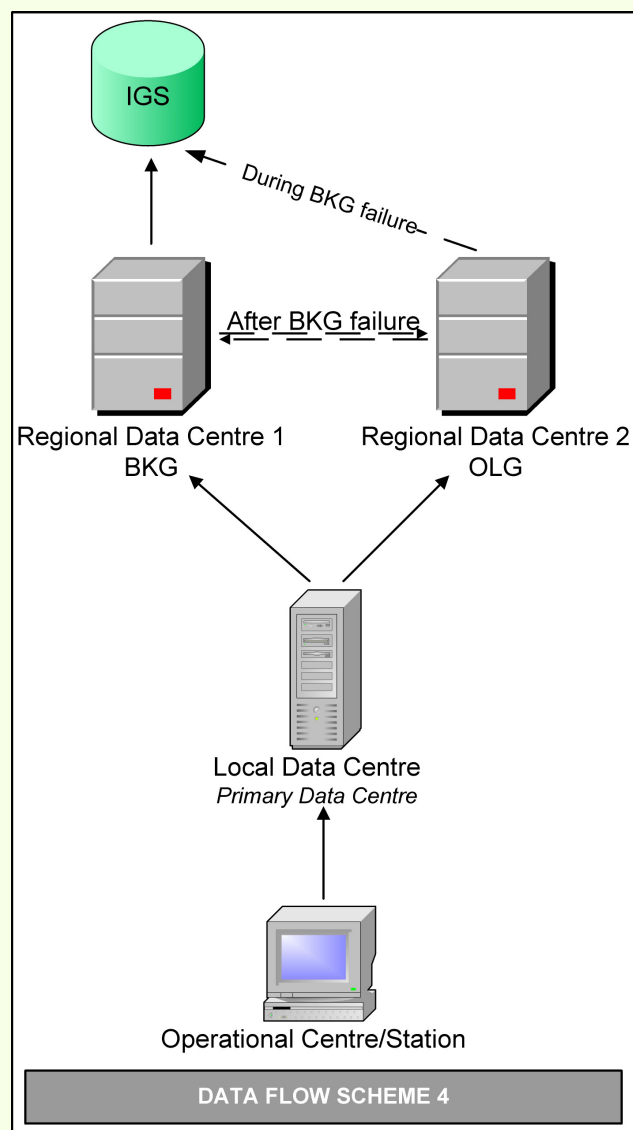 IGS
During BKG failure
After BKG failure
Regional Data Centre 1
BKG
Regional Data Centre 2
OLG
Local Data Centre
Primary Data Centre
Operational Centre/Station
DATA FLOW SCHEME 4